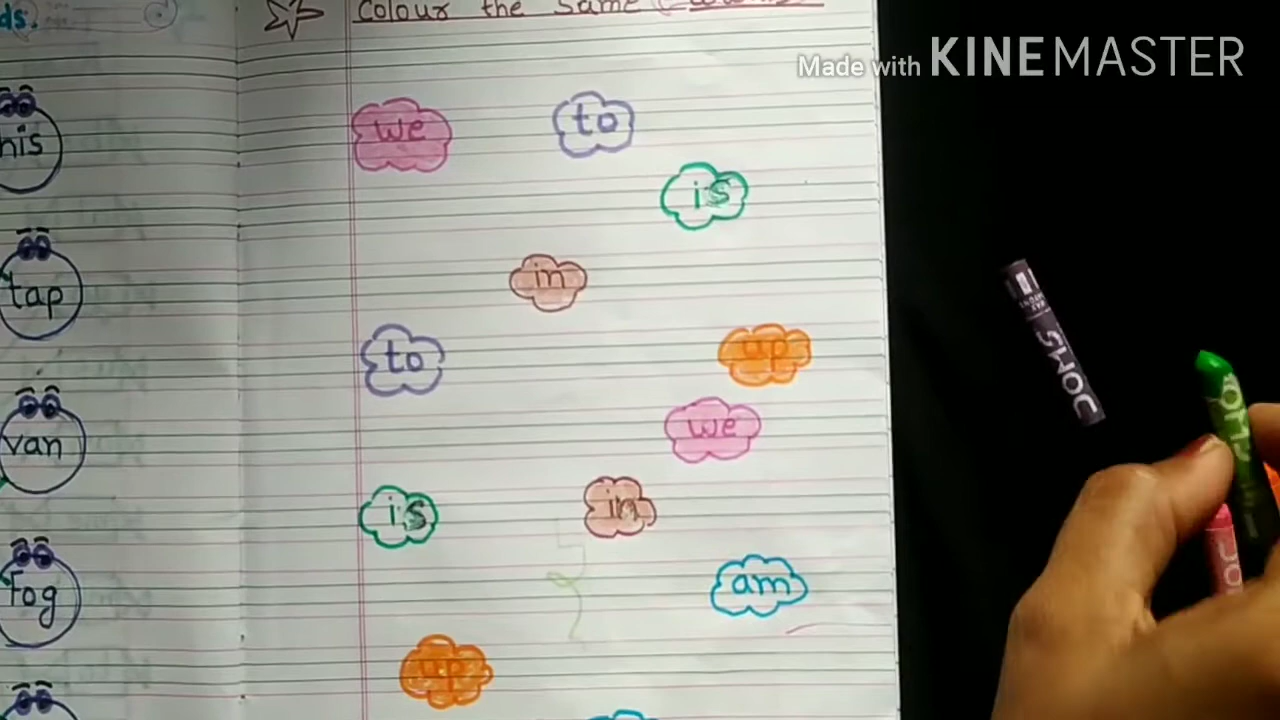 ds.
Colour the Same
Made with KINEMASTER
we
to
his
is
in
tap
to
up
DOMS
we
van
is
in
am
Fog
up